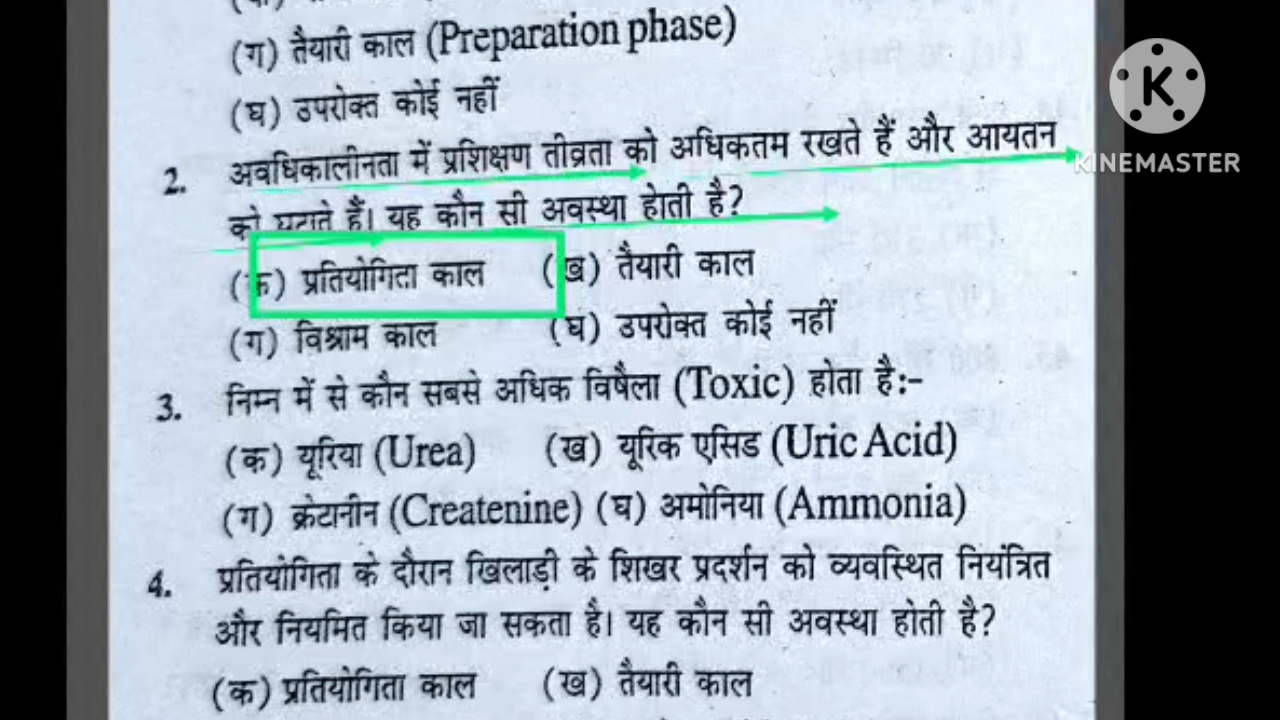 (ग) तैयारी काल (Preparation phase)
(घ) उपरोक्त कोई नहीं
2. अवधिकालीनता में प्रशिक्षण तीव्रता को अधिकतम रखते हैं और आयतन
को घटाते हैं। यह कौन सी अवस्था होती है?
(क) प्रतियोगिता काल (ख) तैयारी काल
(ग) विश्राम काल (घ) उपरोक्त कोई नहीं
3. निम्न में से कौन सबसे अधिक विषैला (Toxic) होता है:-
(क) यूरिया (Urea) (ख) यूरिक एसिड (Uric Acid)
(ग) क्रेटानीन (Createnine) (घ) अमोनिया (Ammonia)
4. प्रतियोगिता के दौरान खिलाड़ी के शिखर प्रदर्शन को व्यवस्थित नियंत्रित
और नियमित किया जा सकता है। यह कौन सी अवस्था होती है?
(क) प्रतियोगिता काल (ख) तैयारी काल
K
KINEMASTER